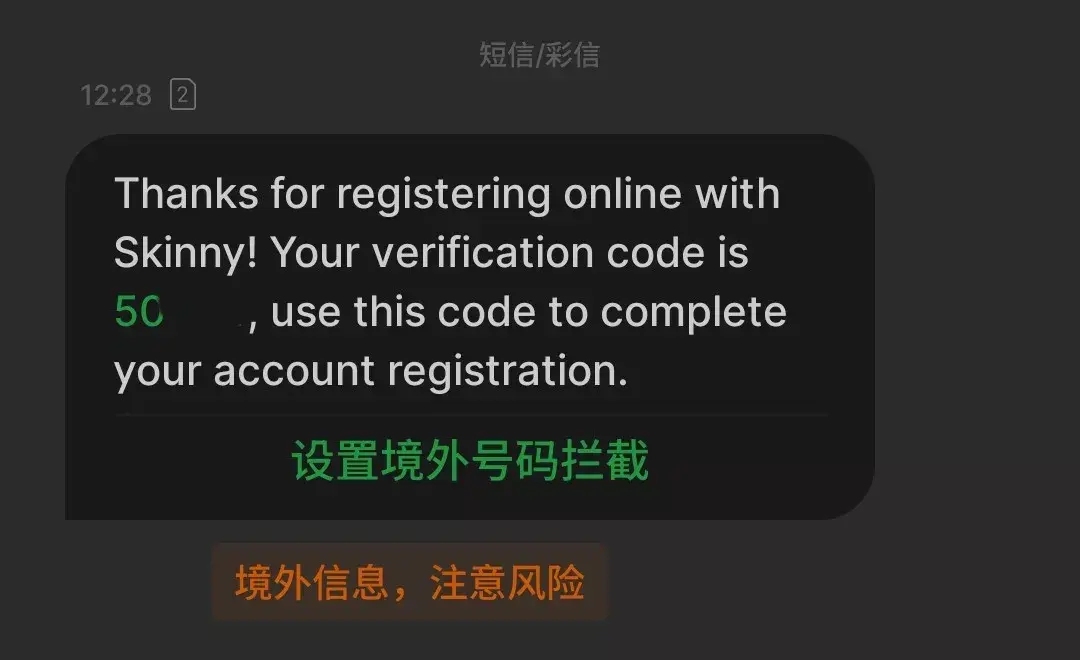 短信/彩信
12:28 2
Thanks for registering online with
Skinny! Your verification code is
50 , use this code to complete
your account registration.
设置境外号码拦截
境外信息，注意风险